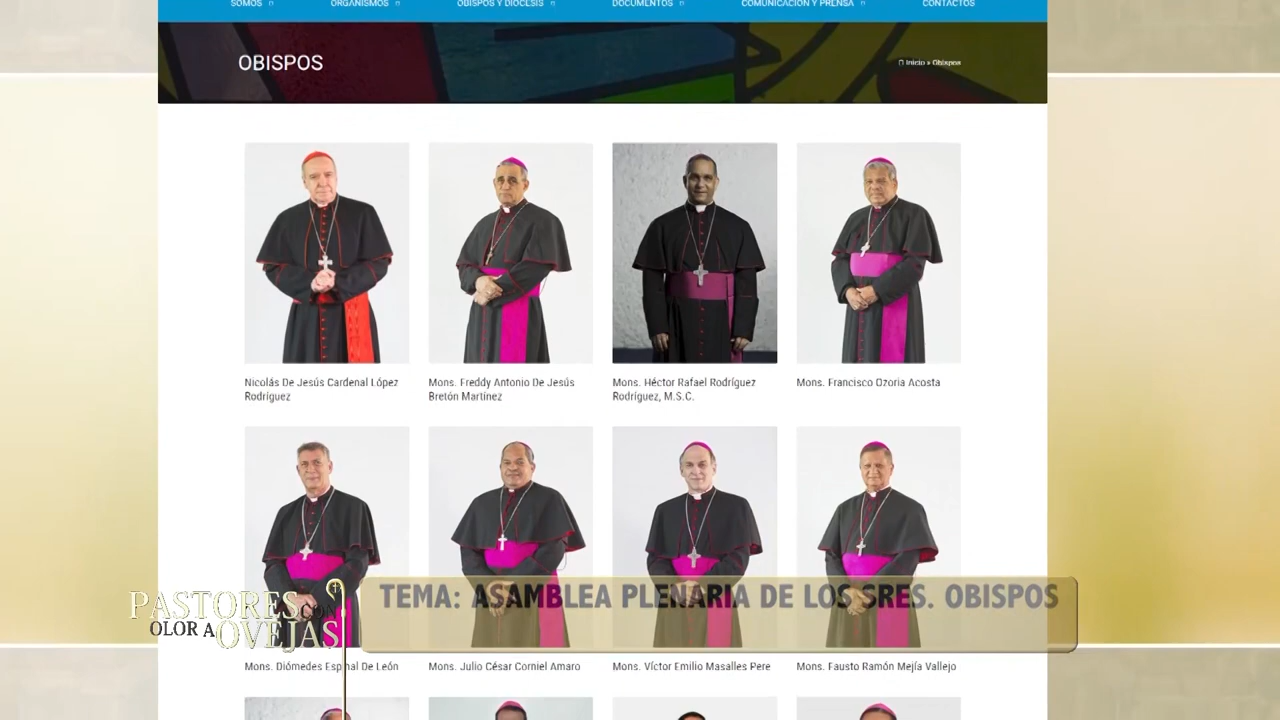 SOMOS
ORGANISMOS
OBISPOS Y DIÓCESIS
DOCUMENTOS
COMUNICACIÓN Y PRENSA
CONTACTOS
OBISPOS
Inicio » Obispos
Nicolás De Jesús Cardenal López
Rodríguez
Mons. Freddy Antonio De Jesús
Bretón Martínez
Mons. Héctor Rafael Rodríguez
Rodríguez, M.S.C.
Mons. Francisco Ozoria Acosta
PASTORES CON
OLOR A OVEJAS
TEMA: ASAMBLEA PLENARIA DE LOS SRES. OBISPOS
Mons. Diómedes Espinal De León
Mons. Julio César Corniel Amaro
Mons. Víctor Emilio Masalles Pere
Mons. Fausto Ramón Mejía Vallejo